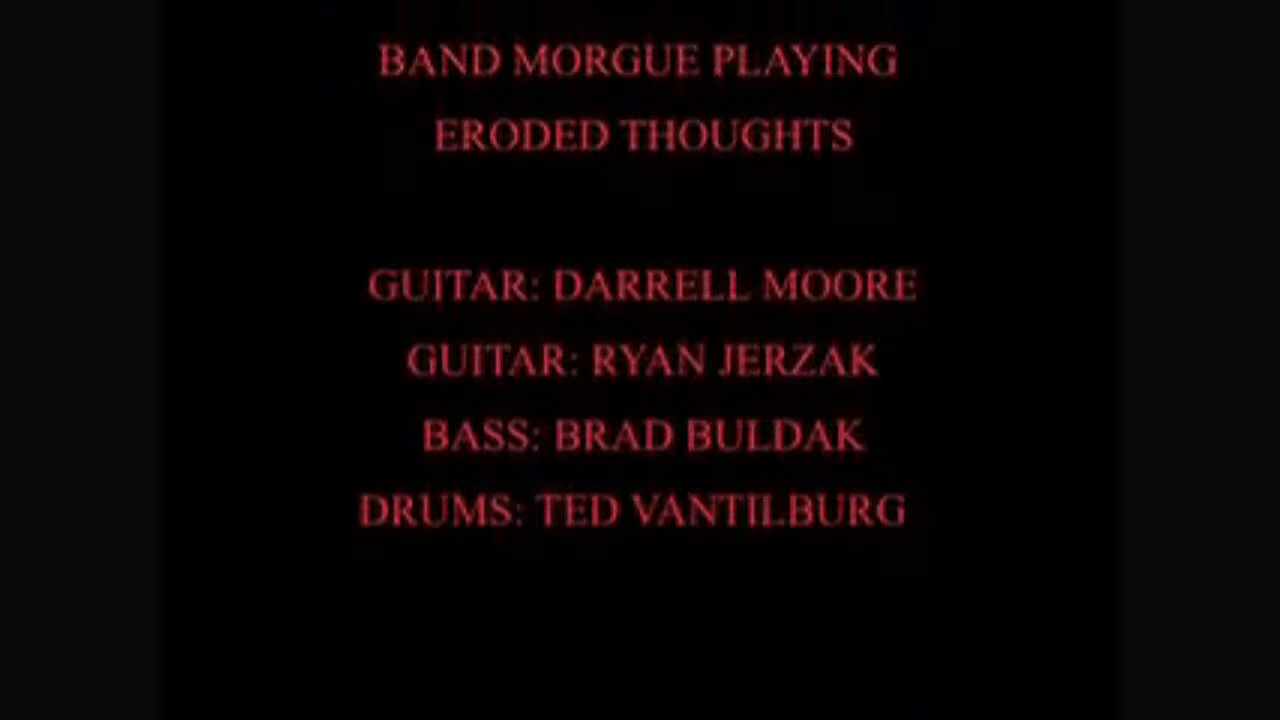 BAND MORGUE PLAYING
ERODED THOUGHTS
GUITAR: DARRELL MOORE
GUITAR: RYAN JERZAK
BASS: BRAD BULDAK
DRUMS: TED VANTILBURG